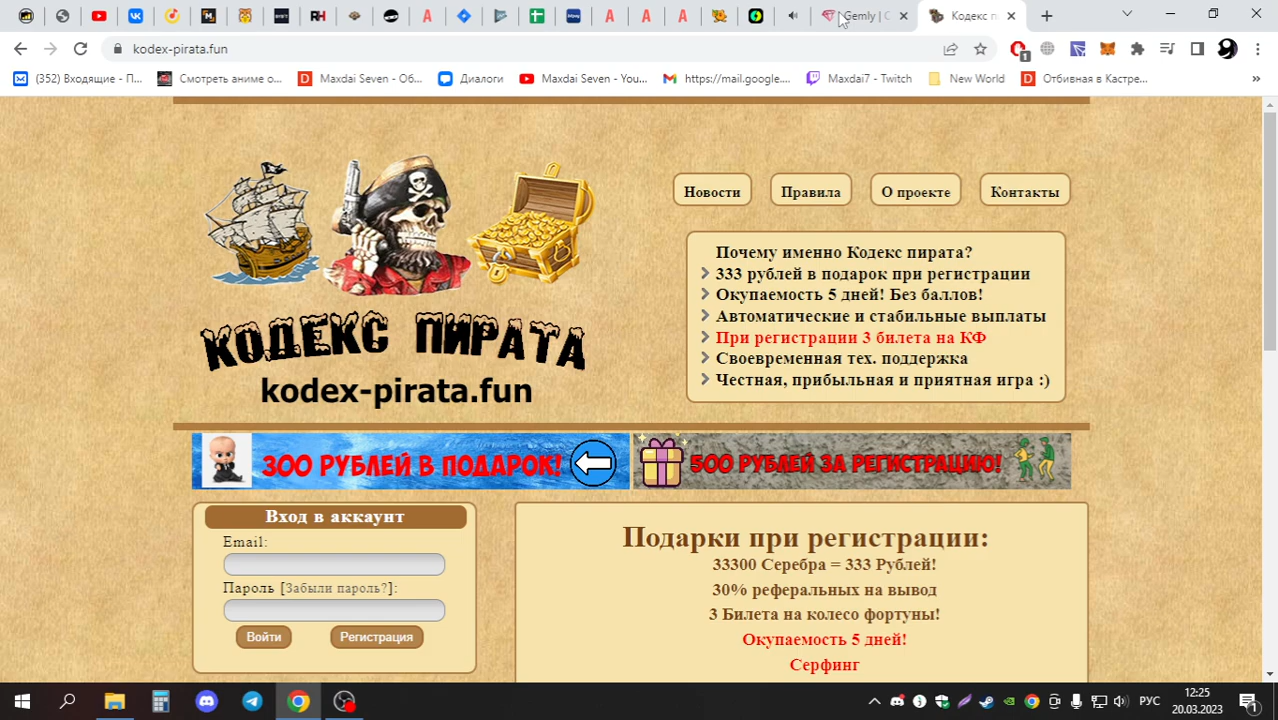 Gemly | C
Кодекс п
kodex-pirata.fun
1
(352) Входящие - П...
Смотреть аниме о...
Maxdai Seven - Об...
Диалоги
Maxdai Seven - You...
https://mail.google....
Maxdai7 - Twitch
New World
Отбивная в Кастре...
»
КОДЕКС ПИРАТА
kodex-pirata.fun
Новости
Правила
О проекте
Контакты
Почему именно Кодекс пирата?
333 рублей в подарок при регистрации
Окупаемость 5 дней! Без баллов!
Автоматические и стабильные выплаты
При регистрации 3 билета на КФ
Своевременная тех. поддержка
Честная, прибыльная и приятная игра :)
300 РУБЛЕЙ В ПОДАРОК!
500 РУБЛЕЙ ЗА РЕГИСТРАЦИЮ!
Вход в аккаунт
Email:
Пароль [Забыли пароль?]:
Войти
Регистрация
Подарки при регистрации:
33300 Серебра = 333 Рублей!
30% реферальных на вывод
3 Билета на колесо фортуны!
Окупаемость 5 дней!
Серфинг
РУС
12:25
20.03.2023
1